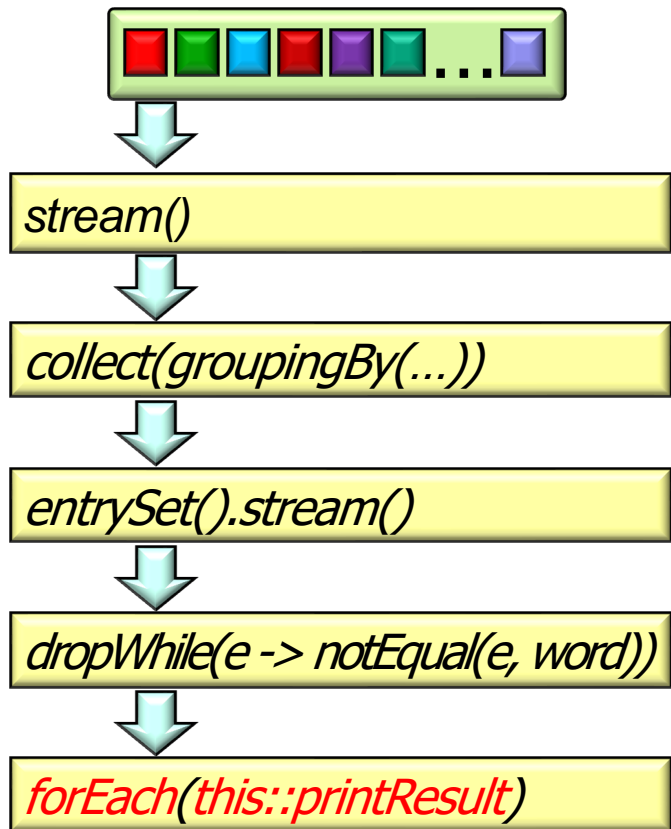 ...
stream()
collect(groupingBy(...))
entrySet().stream()
dropWhile(e -> notEqual(e, word))
forEach(this::printResult)